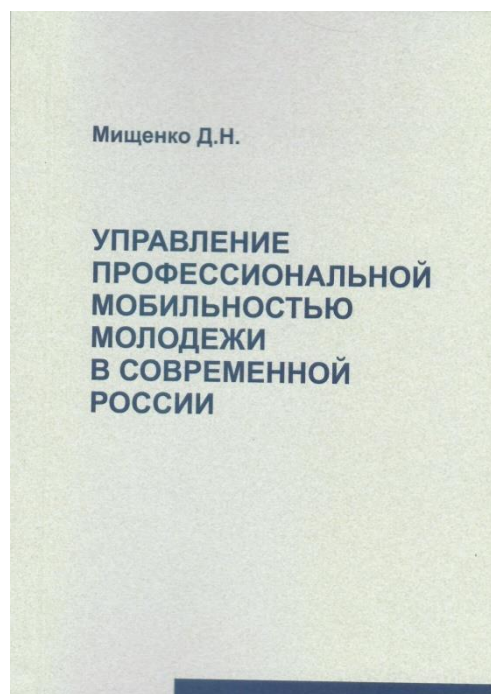 Мищенко Д.Н.
УПРАВЛЕНИЕ
ПРОФЕССИОНАЛЬНОЙ
МОБИЛЬНОСТЬЮ
МОЛОДЕЖИ
В СОВРЕМЕННОЙ
РОССИИ